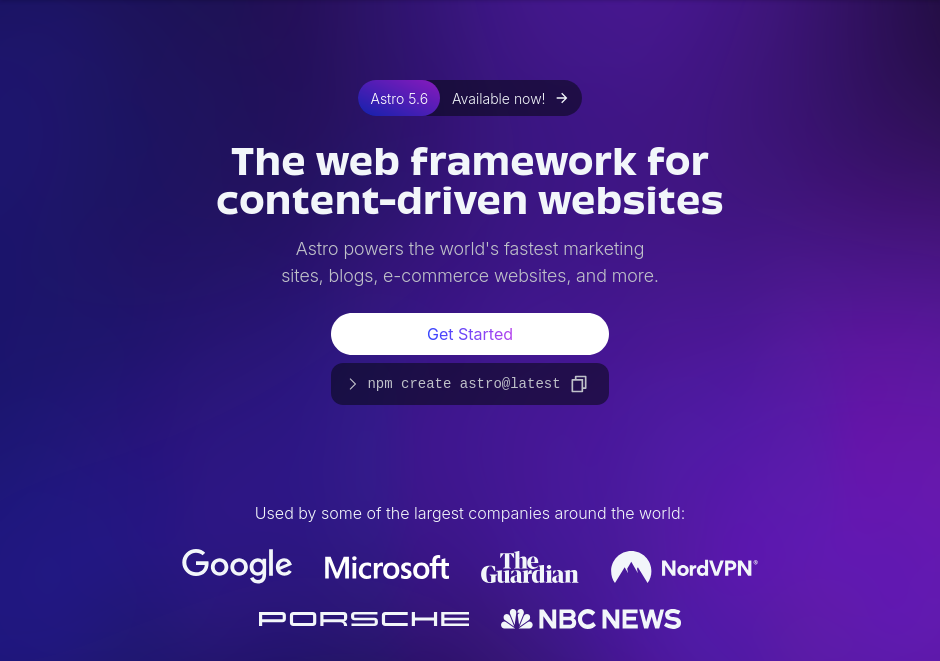 Astro 5.6 Available now!
The web framework for
content-driven websites
Astro powers the world's fastest marketing
sites, blogs, e-commerce websites, and more.
Get Started
npm create astro@latest
Used by some of the largest companies around the world:
Google Microsoft The Guardian NordVPN®
PORSCHE NBC NEWS